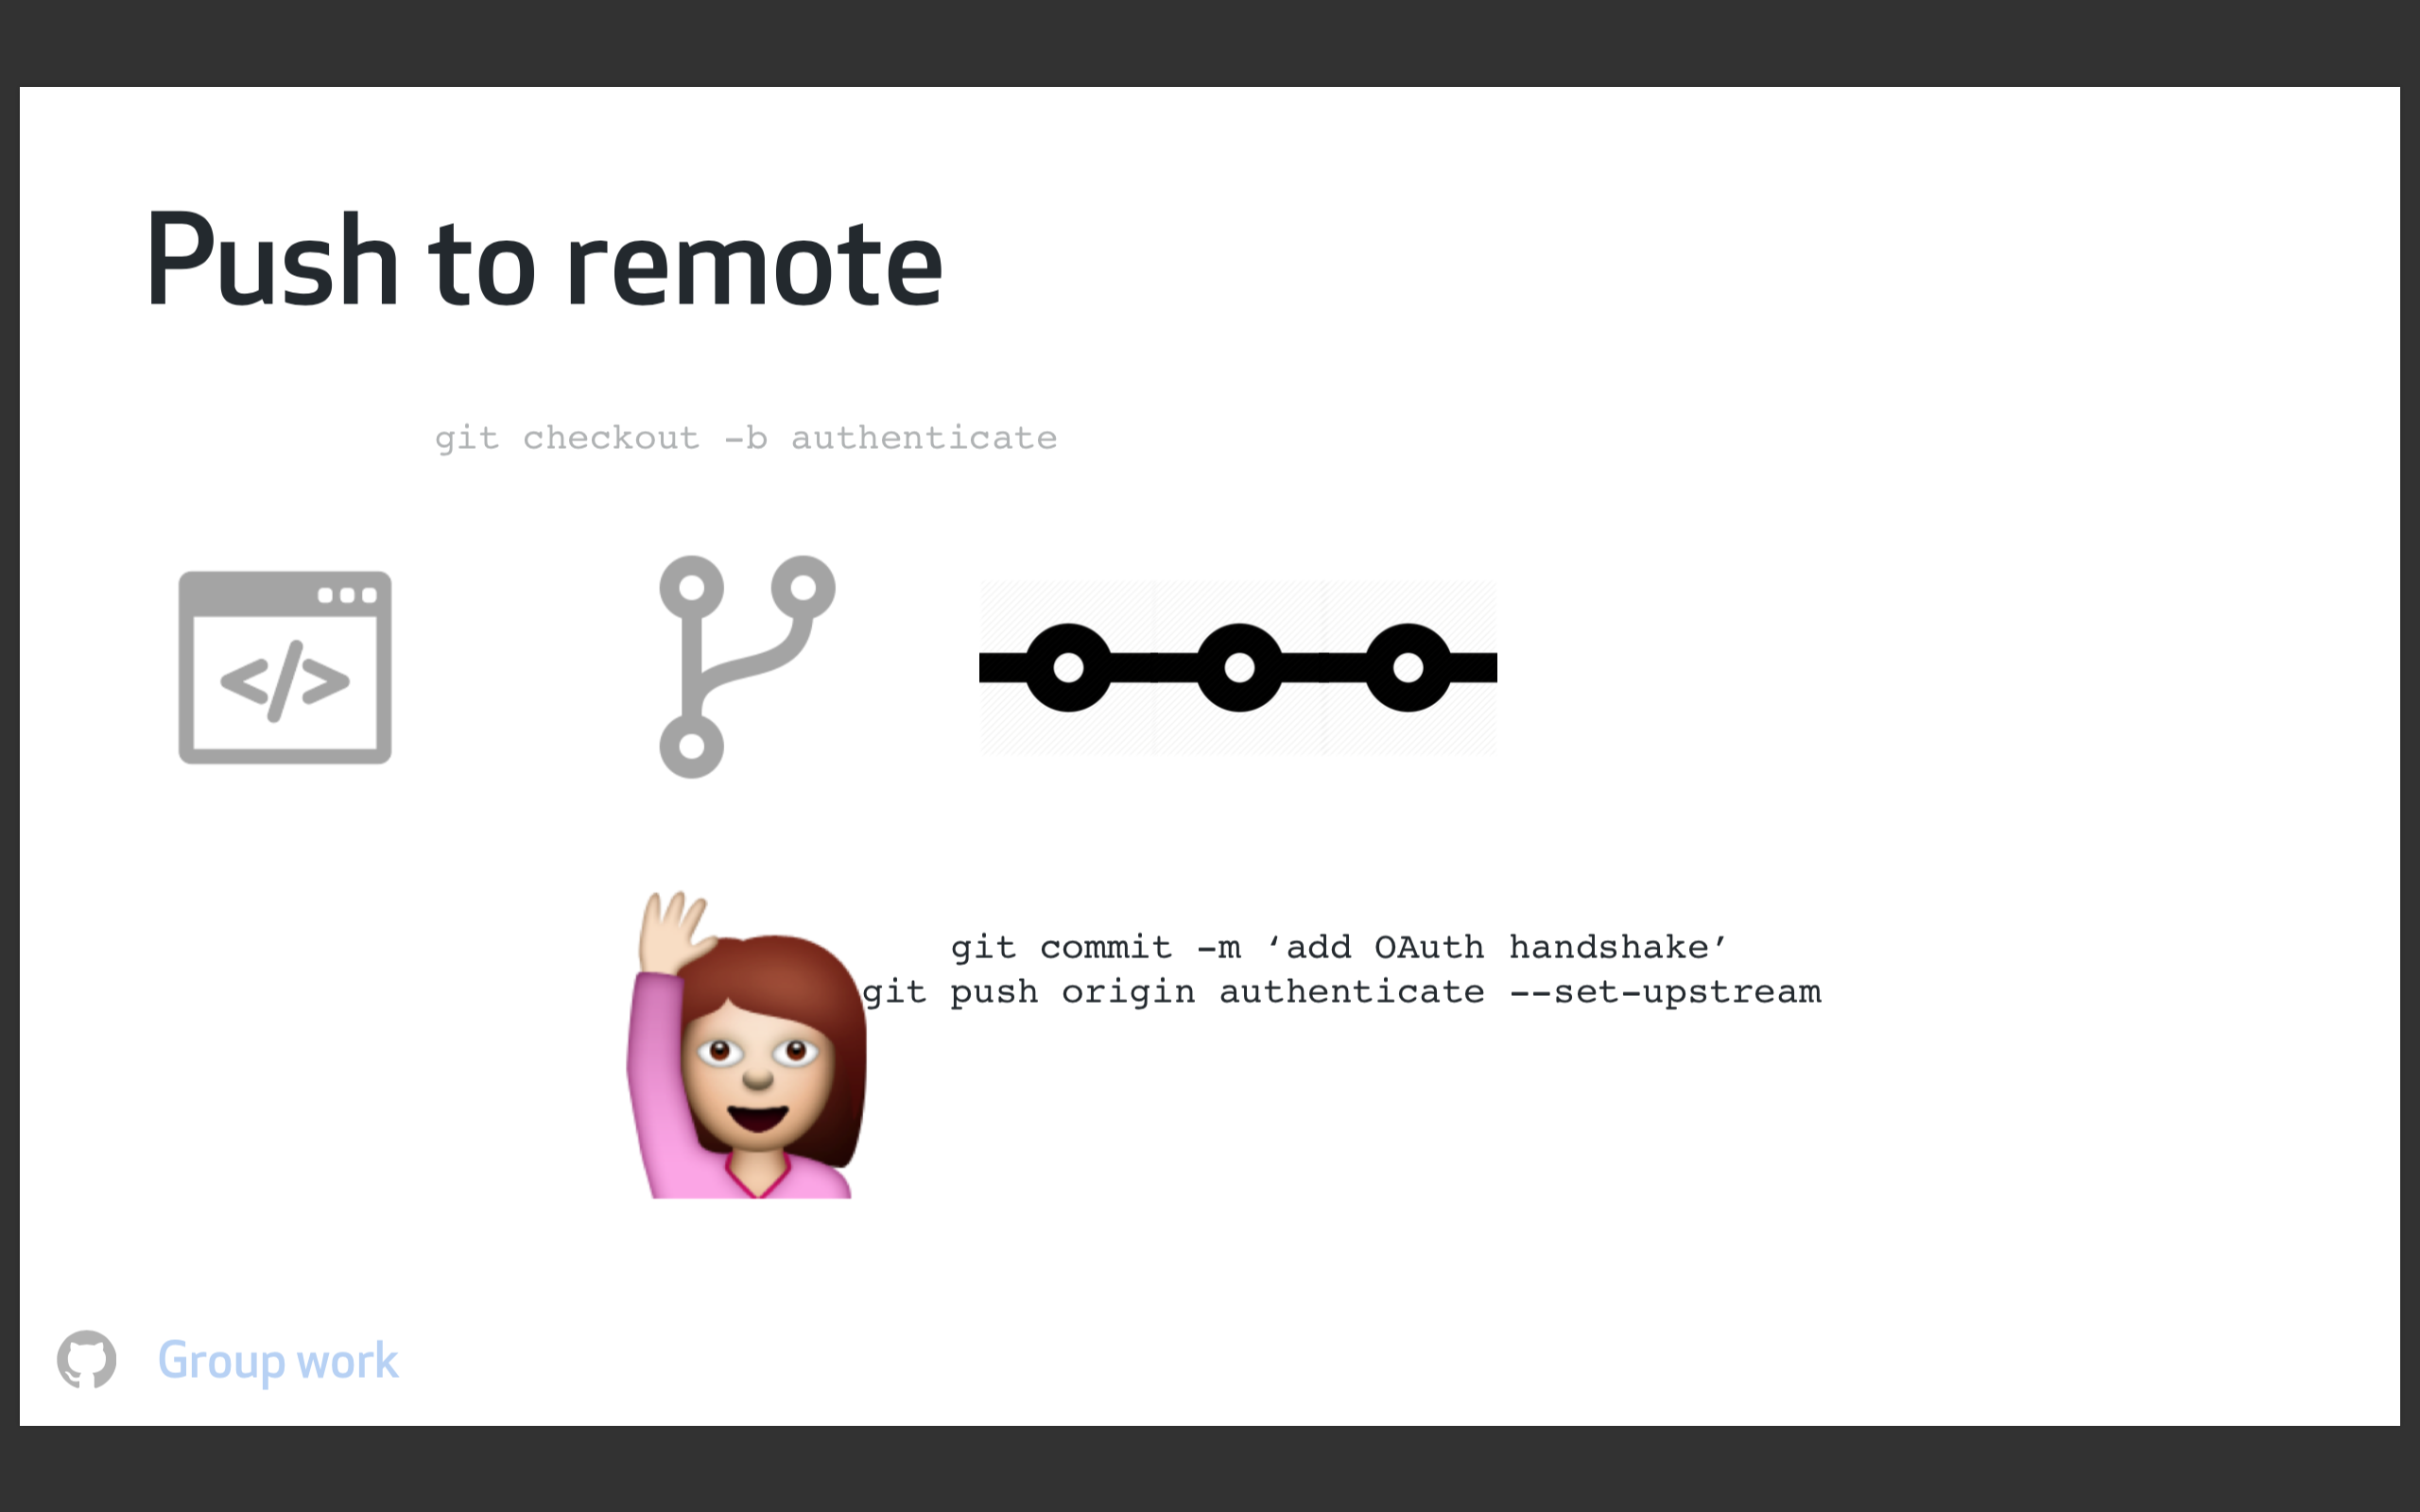 Push to remote
git checkout -b authenticate
</>
git commit -m ‘add OAuth handshake’
git push origin authenticate --set-upstream
Group work